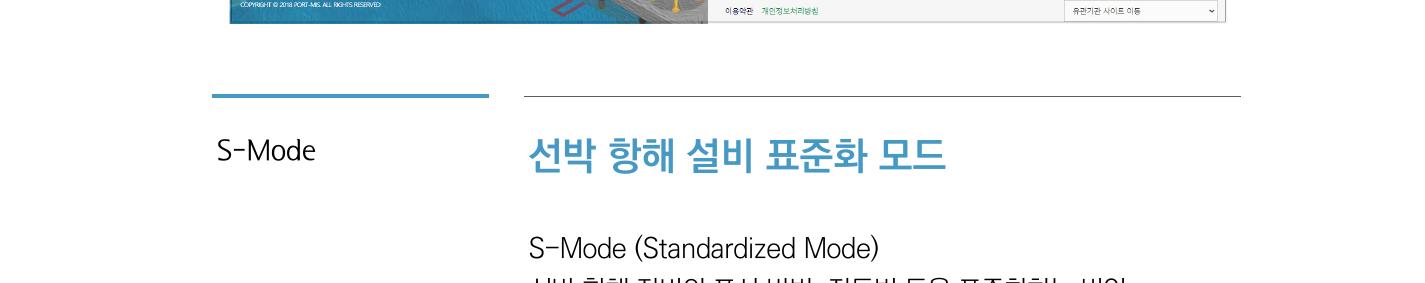 COPYRIGHT © 2018 PORT-MIS. ALL RIGHTS RESERVED
이용약관 개인정보처리방침
유관기관 사이트 이동
S-Mode
선박 항해 설비 표준화 모드
S-Mode (Standardized Mode)